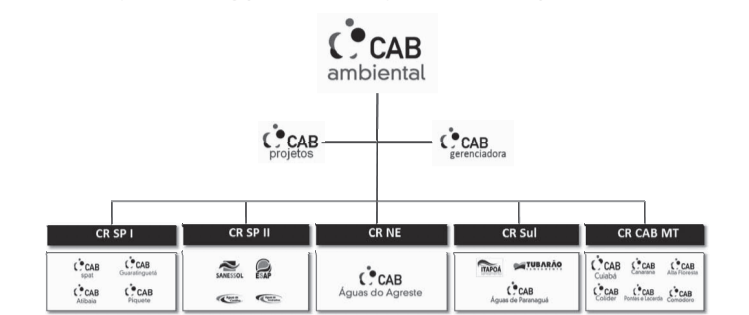 CAB
ambiental
CAB
projetos
CAB
gerenciadora
CR SP I
CR SP II
CR NE
CR Sul
CR CAB MT
CAB
spat
CAB
Guaratinguetá
CAB
Atibaia
CAB
Piquete
SANESSOL
ESAP
CAB
Águas do Agreste
ITAPOÁ
TUBARÃO
SANEAMENTO
CAB
Águas de Paranaguá
CAB
Cuiabá
CAB
Canarana
CAB
Alta Floresta
CAB
Colíder
CAB
Pontes e Lacerda
CAB
Comodoro